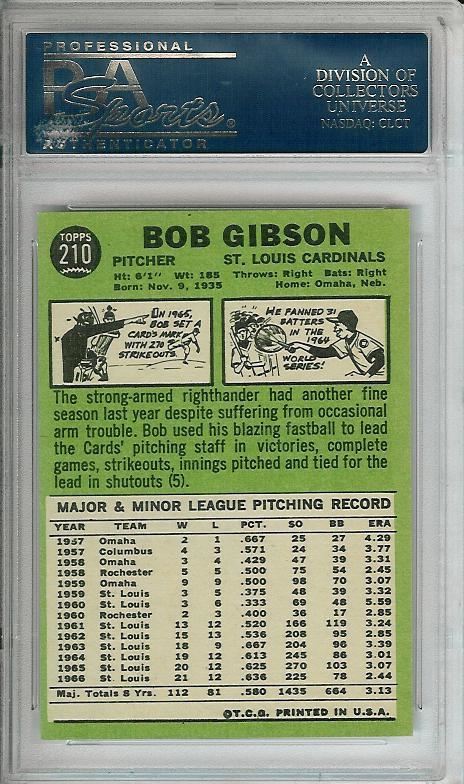 PROFESSIONAL
PSA
Sports®
AUTHENTICATOR
A
DIVISION OF
COLLECTORS
UNIVERSE
NASDAQ: CLCT
TOPPS
210
BOB GIBSON
PITCHER ST. LOUIS CARDINALS
Ht: 6'1" Wt: 185 Throws: Right Bats: Right
Born: Nov. 9, 1935 Home: Omaha, Neb.
IN 1965,
BOB SET A
CARDS MARK
WITH 270
STRIKEOUTS.
HE FANNED 31
BATTERS
IN THE
1964
WORLD
SERIES!
The strong-armed righthander had another fine
season last year despite suffering from occasional
arm trouble. Bob used his blazing fastball to lead
the Cards' pitching staff in victories, complete
games, strikeouts, innings pitched and tied for the
lead in shutouts (5).
MAJOR & MINOR LEAGUE PITCHING RECORD
YEAR TEAM W L PCT. SO BB ERA
1957 Omaha 2 1 .667 25 27 4.29
1957 Columbus 4 3 .571 24 34 3.77
1958 Omaha 3 4 .429 47 39 3.31
1958 Rochester 5 5 .500 75 54 2.45
1959 Omaha 9 9 .500 98 70 3.07
1959 St. Louis 3 5 .375 48 39 3.32
1960 St. Louis 3 6 .333 69 48 5.59
1960 Rochester 2 3 .400 36 17 2.85
1961 St. Louis 13 12 .520 166 119 3.24
1962 St. Louis 15 13 .536 208 95 2.85
1963 St. Louis 18 9 .667 204 96 3.39
1964 St. Louis 19 12 .613 245 86 3.01
1965 St. Louis 20 12 .625 270 103 3.07
1966 St. Louis 21 12 .636 225 78 2.44
Maj. Totals 8 Yrs. 112 81 .580 1435 664 3.13
©T.C.G. PRINTED IN U.S.A.